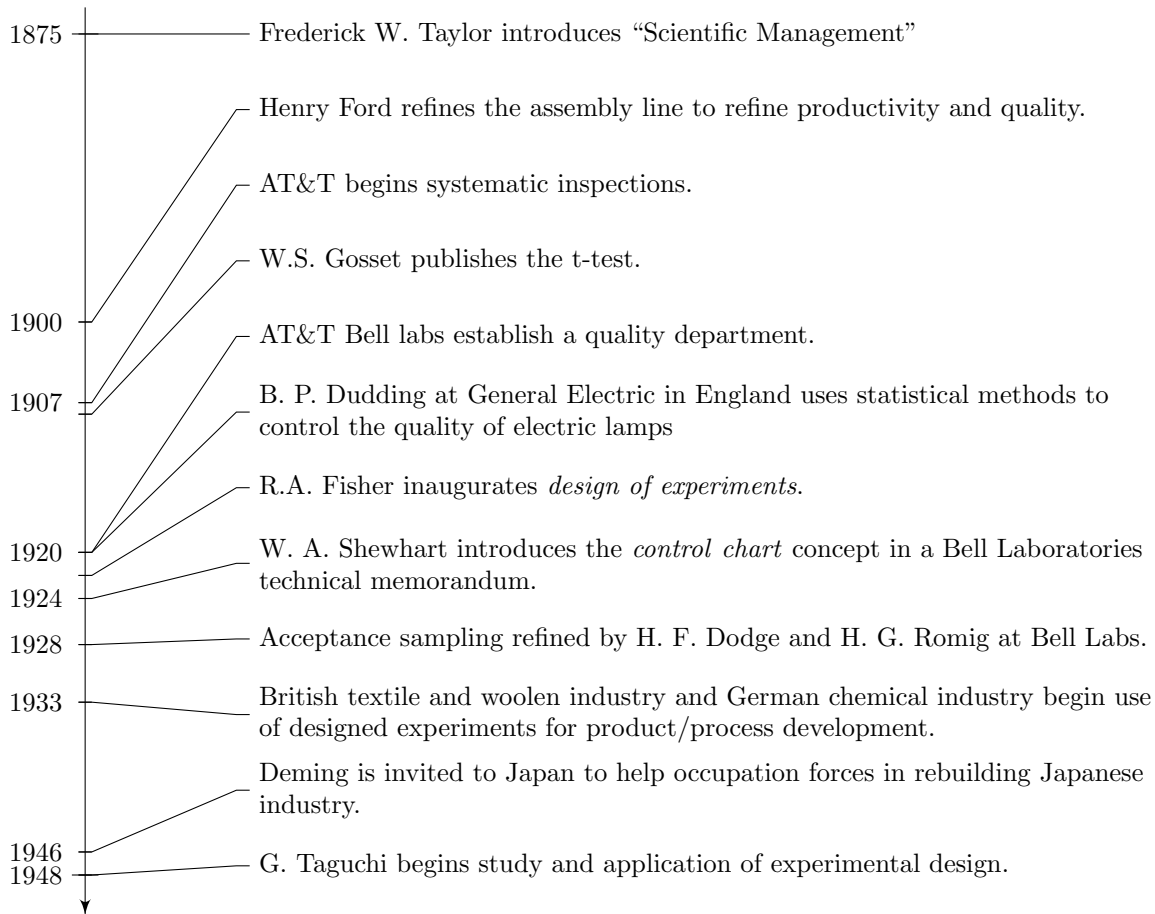 1875 Frederick W. Taylor introduces “Scientific Management”
Henry Ford refines the assembly line to refine productivity and quality.
AT&T begins systematic inspections.
W.S. Gosset publishes the t-test.
1900
AT&T Bell labs establish a quality department.
1907
B. P. Dudding at General Electric in England uses statistical methods to
control the quality of electric lamps
R.A. Fisher inaugurates design of experiments.
1920
W. A. Shewhart introduces the control chart concept in a Bell Laboratories
technical memorandum.
1924
1928 Acceptance sampling refined by H. F. Dodge and H. G. Romig at Bell Labs.
1933 British textile and woolen industry and German chemical industry begin use
of designed experiments for product/process development.
Deming is invited to Japan to help occupation forces in rebuilding Japanese
industry.
1946
1948 G. Taguchi begins study and application of experimental design.